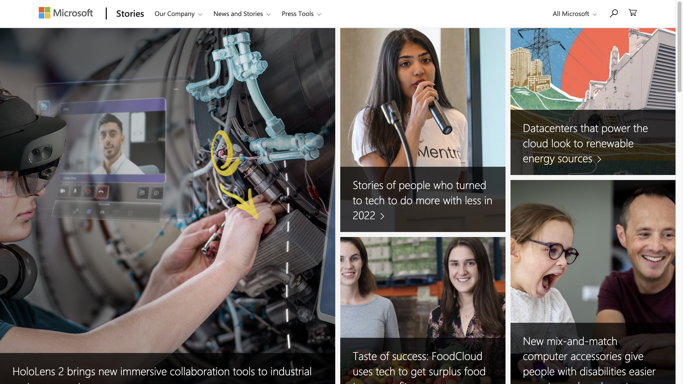 Microsoft
Stories
Our Company
News and Stories
Press Tools
All Microsoft
HoloLens 2 brings new immersive collaboration tools to industrial
Mentr
Stories of people who turned
to tech to do more with less in
2022
Taste of success: FoodCloud
uses tech to get surplus food
Datacenters that power the
cloud look to renewable
energy sources
New mix-and-match
computer accessories give
people with disabilities easier